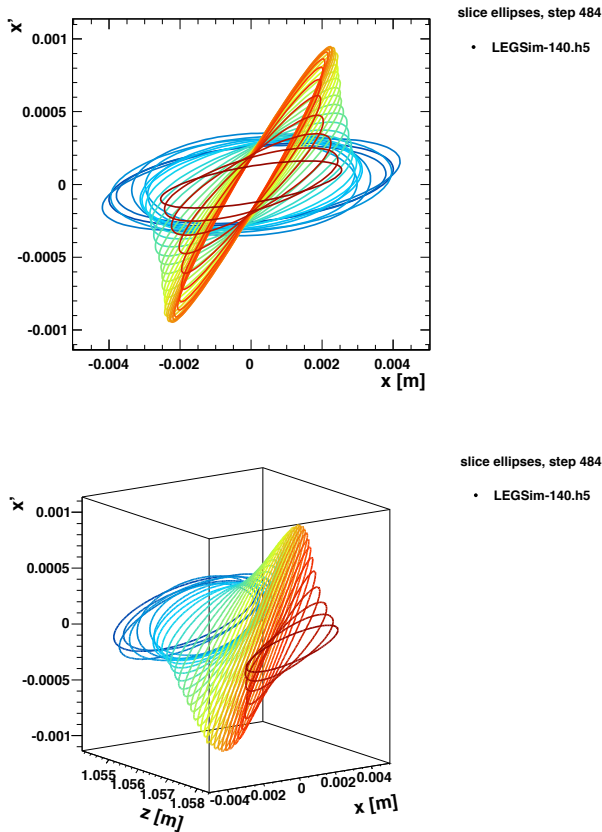 slice ellipses, step 484
• LEGSim-140.h5
x'
0.001
0.0005
0
-0.0005
-0.001
-0.004 -0.002 0 0.002 0.004
x [m]
slice ellipses, step 484
• LEGSim-140.h5
x'
0.001
0.0005
0
-0.0005
-0.001
1.055 1.056 1.057 1.058
z [m]
-0.004 -0.002 0 0.002 0.004
x [m]